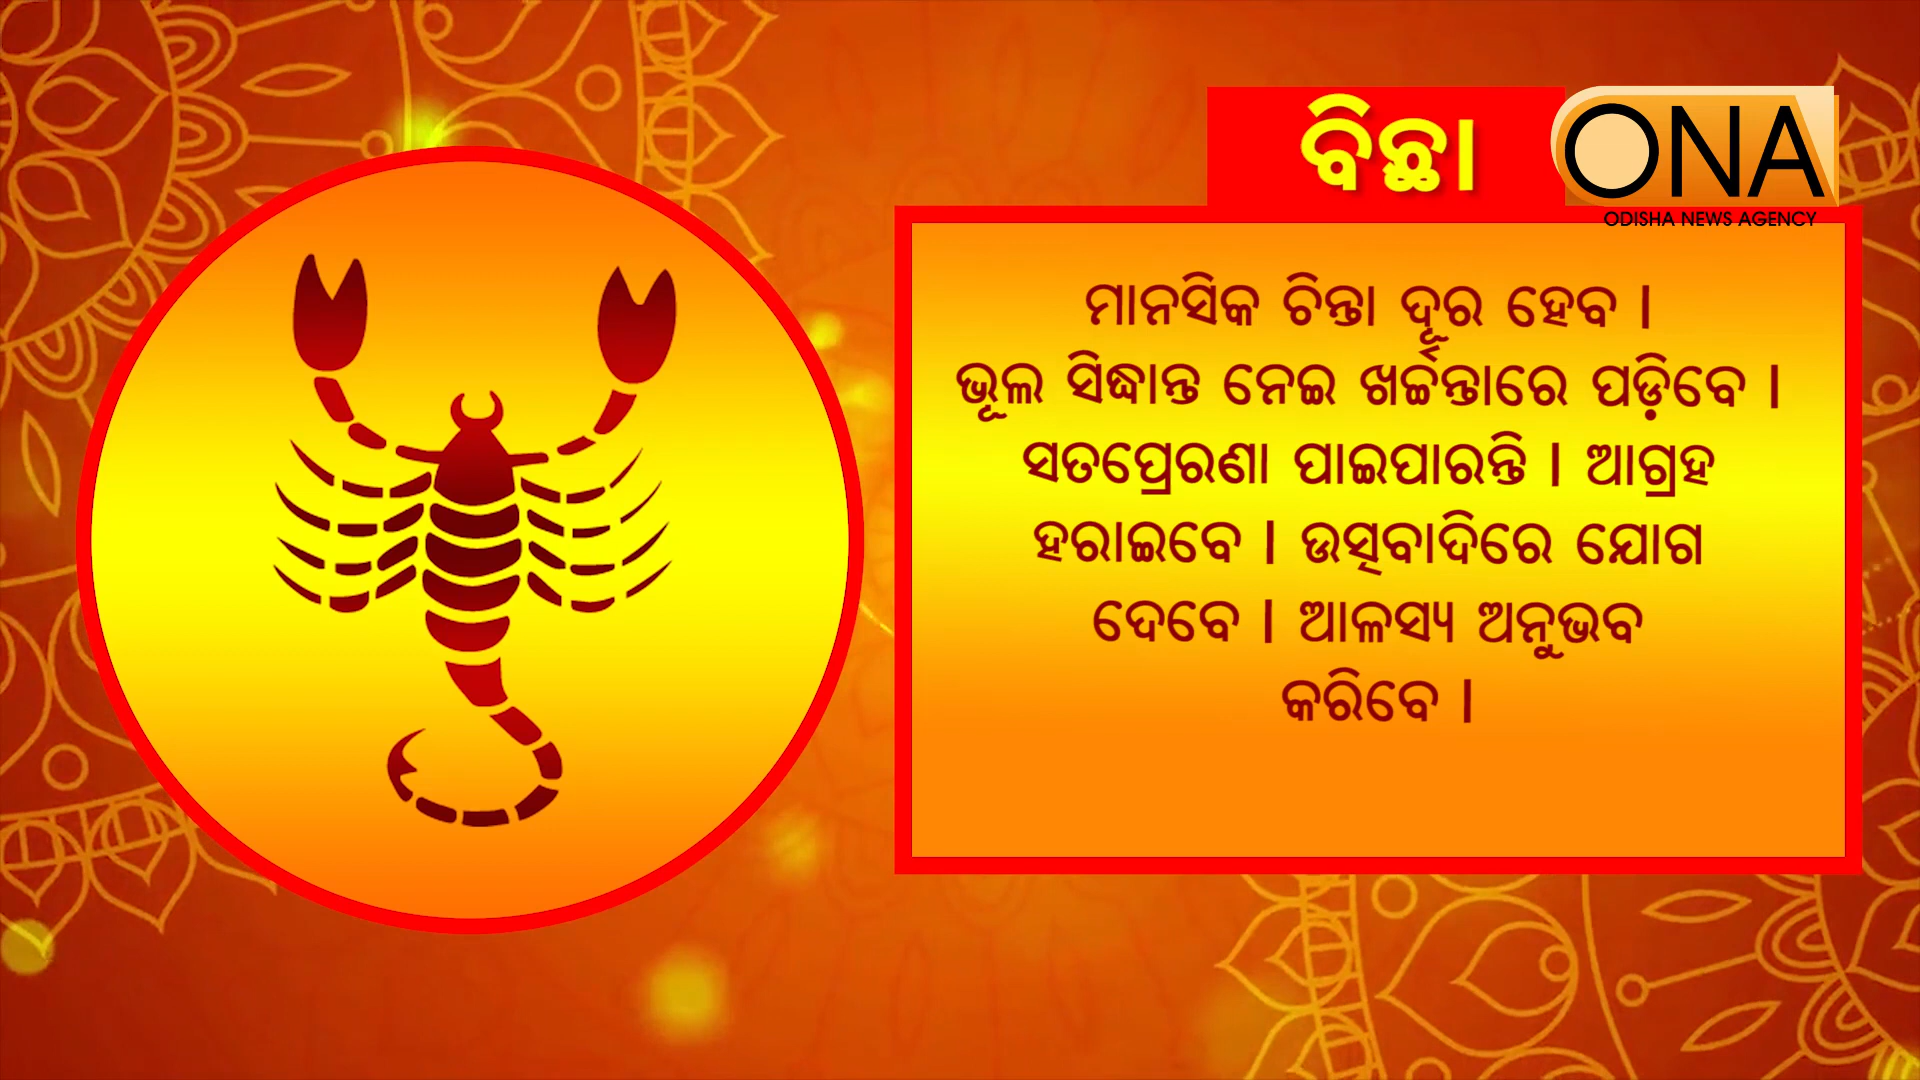 ବିଛା
ONA
ODISHA NEWS AGENCY
ମାନସିକ ଚିନ୍ତା ଦୂର ହେବ ।
ଭୂଲ ସିଦ୍ଧାନ୍ତ ନେଇ ଖର୍ଚ୍ଚାନ୍ତରେ ପଡ଼ିବେ ।
ସତପ୍ରେରଣା ପାଇପାରନ୍ତି । ଆଗ୍ରହ
ହରାଇବେ । ଉତ୍ସବାଦିରେ ଯୋଗ
ଦେବେ । ଆଳସ୍ୟ ଅନୁଭବ
କରିବେ ।